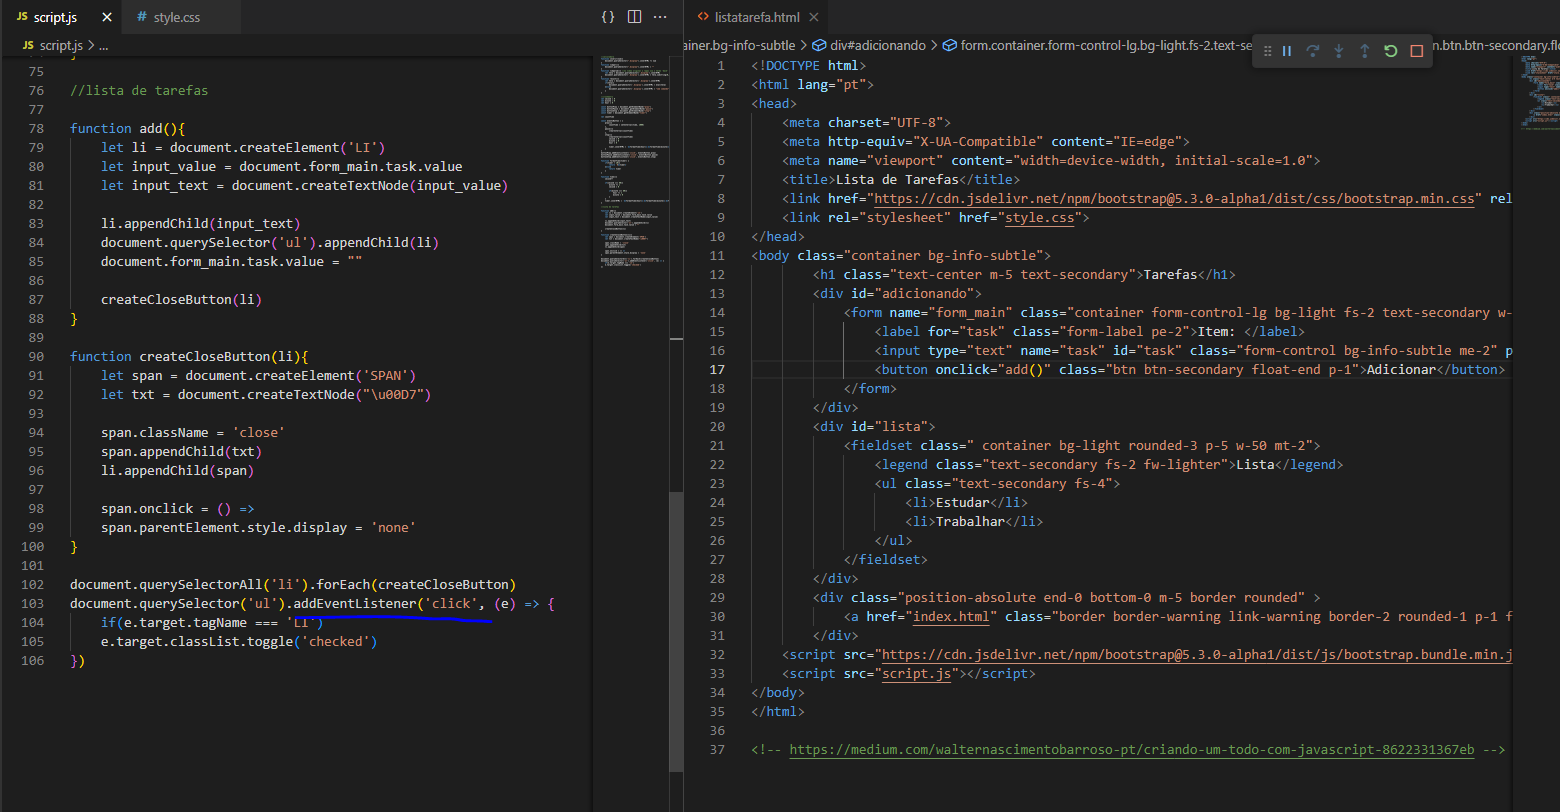 JS script.js ✕ # style.css {} ···
JS script.js > ...
75
76 //lista de tarefas
77
78 function add(){
79 let li = document.createElement('LI')
80 let input_value = document.form_main.task.value
81 let input_text = document.createTextNode(input_value)
82
83 li.appendChild(input_text)
84 document.querySelector('ul').appendChild(li)
85 document.form_main.task.value = ""
86
87 createCloseButton(li)
88 }
89
90 function createCloseButton(li){
91 let span = document.createElement('SPAN')
92 let txt = document.createTextNode("\u00D7")
93
94 span.className = 'close'
95 span.appendChild(txt)
96 li.appendChild(span)
97
98 span.onclick = () =>
99 span.parentElement.style.display = 'none'
100 }
101
102 document.querySelectorAll('li').forEach(createCloseButton)
103 document.querySelector('ul').addEventListener('click', (e) => {
104 if(e.target.tagName === 'LI')
105 e.target.classList.toggle('checked')
106 })
<> listatarefa.html ✕
ainer.bg-info-subtle > div#adicionando > form.container.form-control-lg.bg-light.fs-2.text-se n.btn.btn-secondary.flo
1 <!DOCTYPE html>
2 <html lang="pt">
3 <head>
4 <meta charset="UTF-8">
5 <meta http-equiv="X-UA-Compatible" content="IE=edge">
6 <meta name="viewport" content="width=device-width, initial-scale=1.0">
7 <title>Lista de Tarefas</title>
8 <link href="https://cdn.jsdelivr.net/npm/bootstrap@5.3.0-alpha1/dist/css/bootstrap.min.css" rel
9 <link rel="stylesheet" href="style.css">
10 </head>
11 <body class="container bg-info-subtle">
12 <h1 class="text-center m-5 text-secondary">Tarefas</h1>
13 <div id="adicionando">
14 <form name="form_main" class="container form-control-lg bg-light fs-2 text-secondary w-
15 <label for="task" class="form-label pe-2">Item: </label>
16 <input type="text" name="task" id="task" class="form-control bg-info-subtle me-2" p
17 <button onclick="add()" class="btn btn-secondary float-end p-1">Adicionar</button>
18 </form>
19 </div>
20 <div id="lista">
21 <fieldset class=" container bg-light rounded-3 p-5 w-50 mt-2">
22 <legend class="text-secondary fs-2 fw-lighter">Lista</legend>
23 <ul class="text-secondary fs-4">
24 <li>Estudar</li>
25 <li>Trabalhar</li>
26 </ul>
27 </fieldset>
28 </div>
29 <div class="position-absolute end-0 bottom-0 m-5 border rounded" >
30 <a href="index.html" class="border border-warning link-warning border-2 rounded-1 p-1 f
31 </div>
32 <script src="https://cdn.jsdelivr.net/npm/bootstrap@5.3.0-alpha1/dist/js/bootstrap.bundle.min.j
33 <script src="script.js"></script>
34 </body>
35 </html>
36
37 <!-- https://medium.com/walternascimentobarroso-pt/criando-um-todo-com-javascript-8622331367eb -->